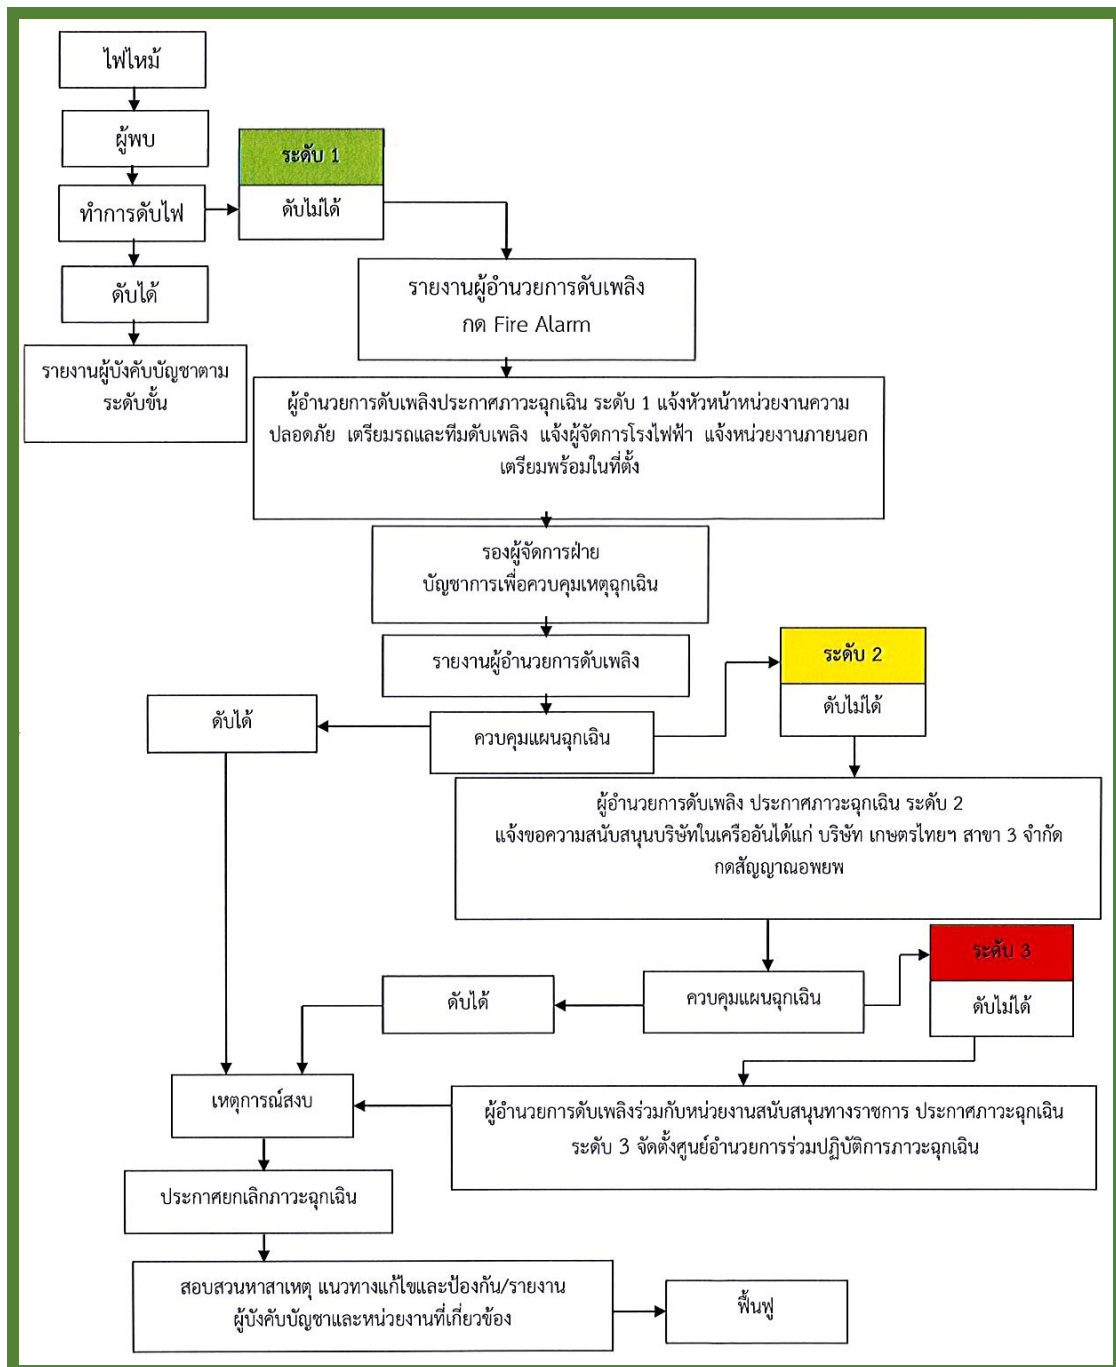 ไฟไหม้
ผู้พบ
ระดับ 1
ทำการดับไฟ
ดับไม่ได้
ดับได้
รายงานผู้อำนวยการดับเพลิง
กด Fire Alarm
รายงานผู้บังคับบัญชาตาม
ระดับขั้น
ผู้อำนวยการดับเพลิงประกาศภาวะฉุกเฉิน ระดับ 1 แจ้งหัวหน้าหน่วยงานความ
ปลอดภัย เตรียมรถและทีมดับเพลิง แจ้งผู้จัดการโรงไฟฟ้า แจ้งหน่วยงานภายนอก
เตรียมพร้อมในที่ตั้ง
รองผู้จัดการฝ่าย
บัญชาการเพื่อควบคุมเหตุฉุกเฉิน
รายงานผู้อำนวยการดับเพลิง
ระดับ 2
ดับไม่ได้
ดับได้
ควบคุมแผนฉุกเฉิน
ผู้อำนวยการดับเพลิง ประกาศภาวะฉุกเฉิน ระดับ 2
แจ้งขอความสนับสนุนบริษัทในเครืออันได้แก่ บริษัท เกษตรไทยฯ สาขา 3 จำกัด
กดสัญญาณอพยพ
ระดับ 3
ดับได้
ควบคุมแผนฉุกเฉิน
ดับไม่ได้
เหตุการณ์สงบ
ผู้อำนวยการดับเพลิงร่วมกับหน่วยงานสนับสนุนทางราชการ ประกาศภาวะฉุกเฉิน
ระดับ 3 จัดตั้งศูนย์อำนวยการร่วมปฏิบัติการภาวะฉุกเฉิน
ประกาศยกเลิกภาวะฉุกเฉิน
สอบสวนหาสาเหตุ แนวทางแก้ไขและป้องกัน/รายงาน
ผู้บังคับบัญชาและหน่วยงานที่เกี่ยวข้อง
ฟื้นฟู